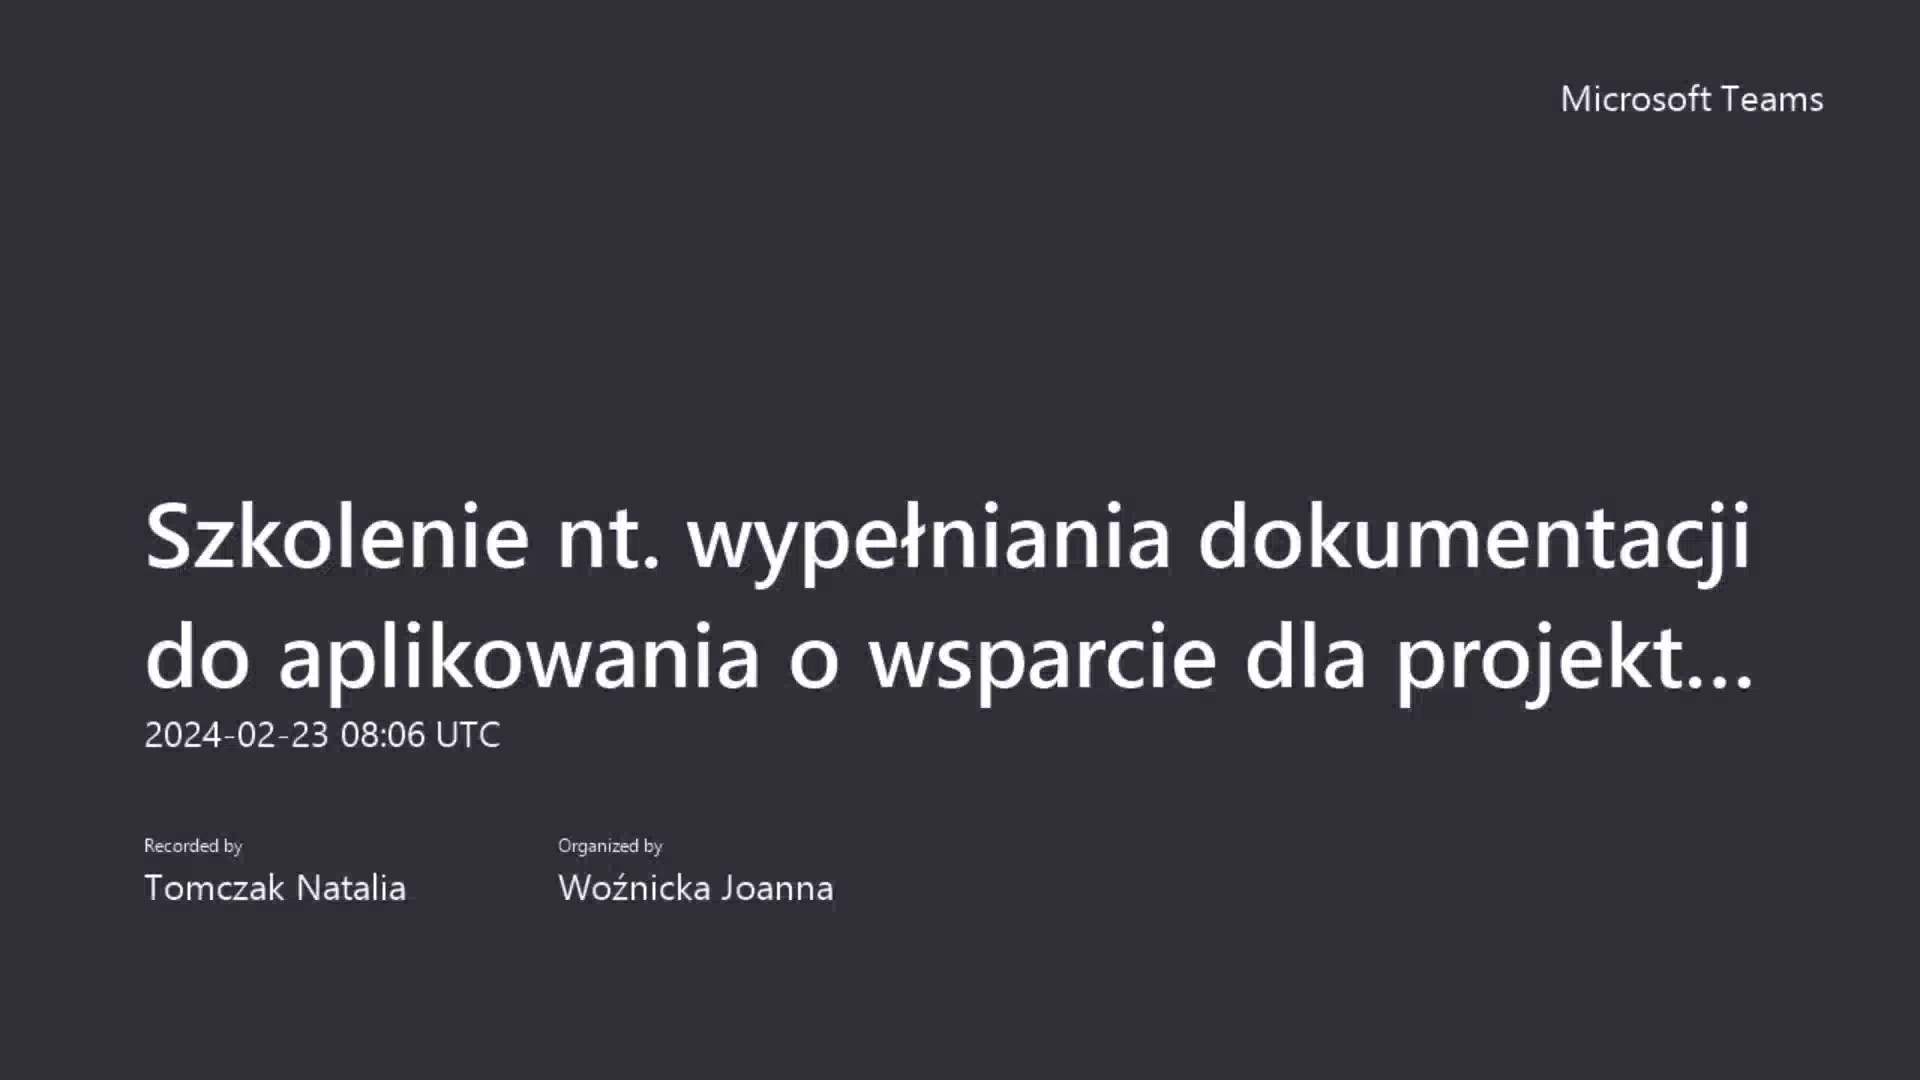 Microsoft Teams
Szkolenie nt. wypełniania dokumentacji
do aplikowania o wsparcie dla projekt...
2024-02-23 08:06 UTC
Recorded by
Organized by
Tomczak Natalia
Woźnicka Joanna